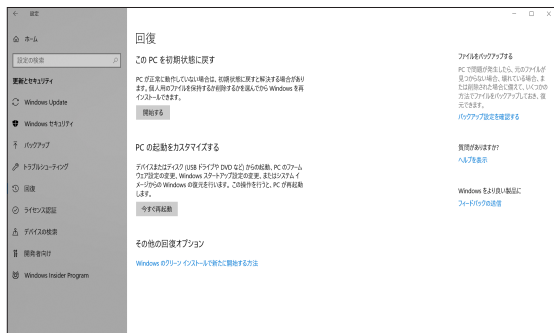 設定
ホーム
設定の検索
更新とセキュリティ
Windows Update
Windows セキュリティ
バックアップ
トラブルシューティング
回復
ライセンス認証
デバイスの検索
開発者向け
Windows Insider Program
回復
この PC を初期状態に戻す
PC が正常に動作していない場合は、初期状態に戻すと解決する場合があり
ます。個人用のファイルを保持するか削除するかを選んでから Windows を再
インストールできます。
開始する
PC の起動をカスタマイズする
デバイスまたはディスク (USB ドライブや DVD など) からの起動、PC のファーム
ウェア設定の変更、Windows スタートアップ設定の変更、またはシステム イ
メージからの Windows の復元を行います。この操作を行うと、PC が再起動
します。
今すぐ再起動
その他の回復オプション
Windows のクリーン インストールで新たに開始する方法
ファイルをバックアップする
PC で問題が発生したら、元のファイルが
見つからない場合、壊れている場合、ま
たは削除された場合に備えて、いくつかの
方法でファイルをバックアップしておき、復
元できます。
バックアップ設定を確認する
質問がありますか?
ヘルプを表示
Windows をより良い製品に
フィードバックの送信